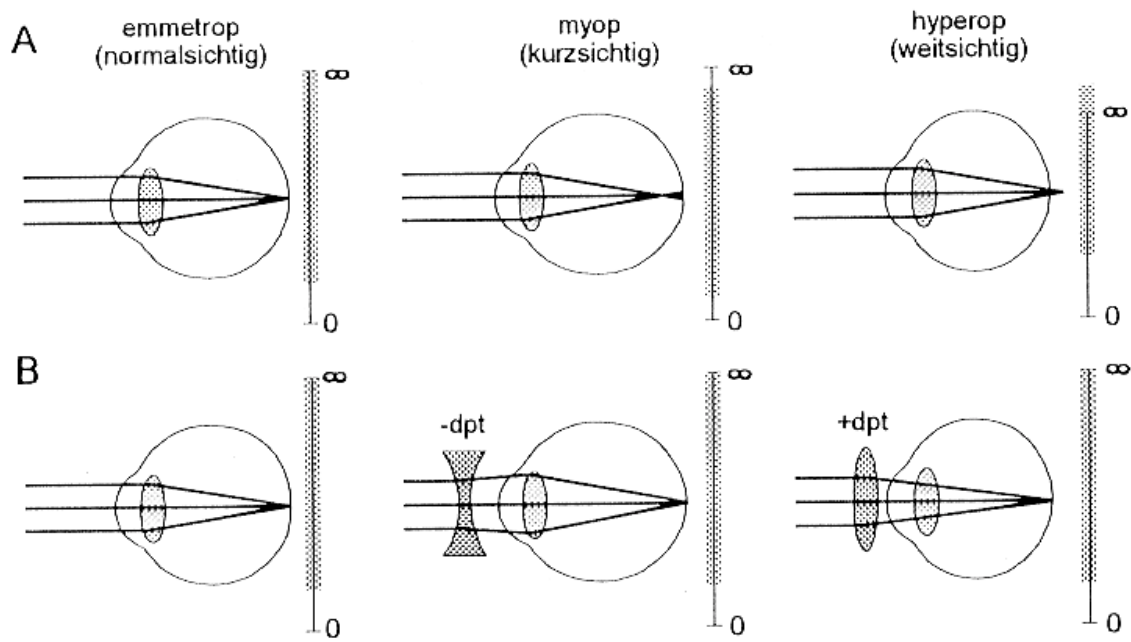 A
emmetrop
(normalsichtig)
∞
0
myop
(kurzsichtig)
∞
0
hyperop
(weitsichtig)
∞
0
B
∞
0
-dpt
∞
0
+dpt
∞
0